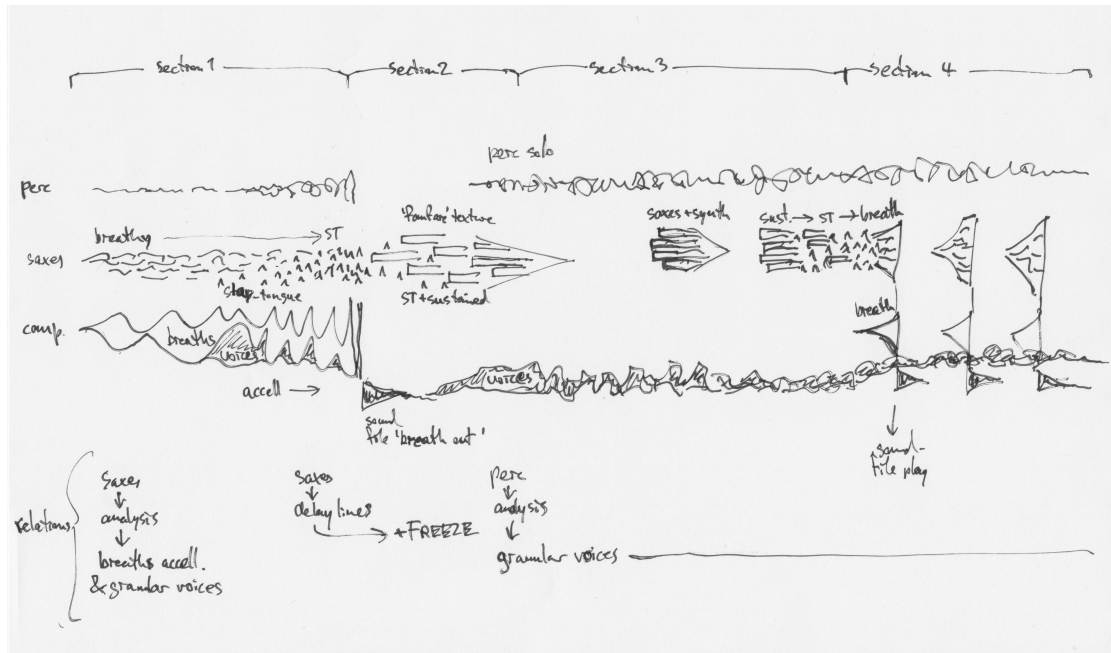 section 1
section 2
section 3
section 4
perc
perc solo
saxes
breathing → ST
slap-tongue
'fanfare' texture
ST + sustained
saxes + synth
sust. → ST → breath
comp.
breaths
voices
accell →
sound
file 'breath out'
voices
breath
sound-
file play
relations
saxes
↓
analysis
↓
breaths accell.
& granular voices
saxes
↓
delay lines
→ + FREEZE
perc
↓
analysis
↓
granular voices